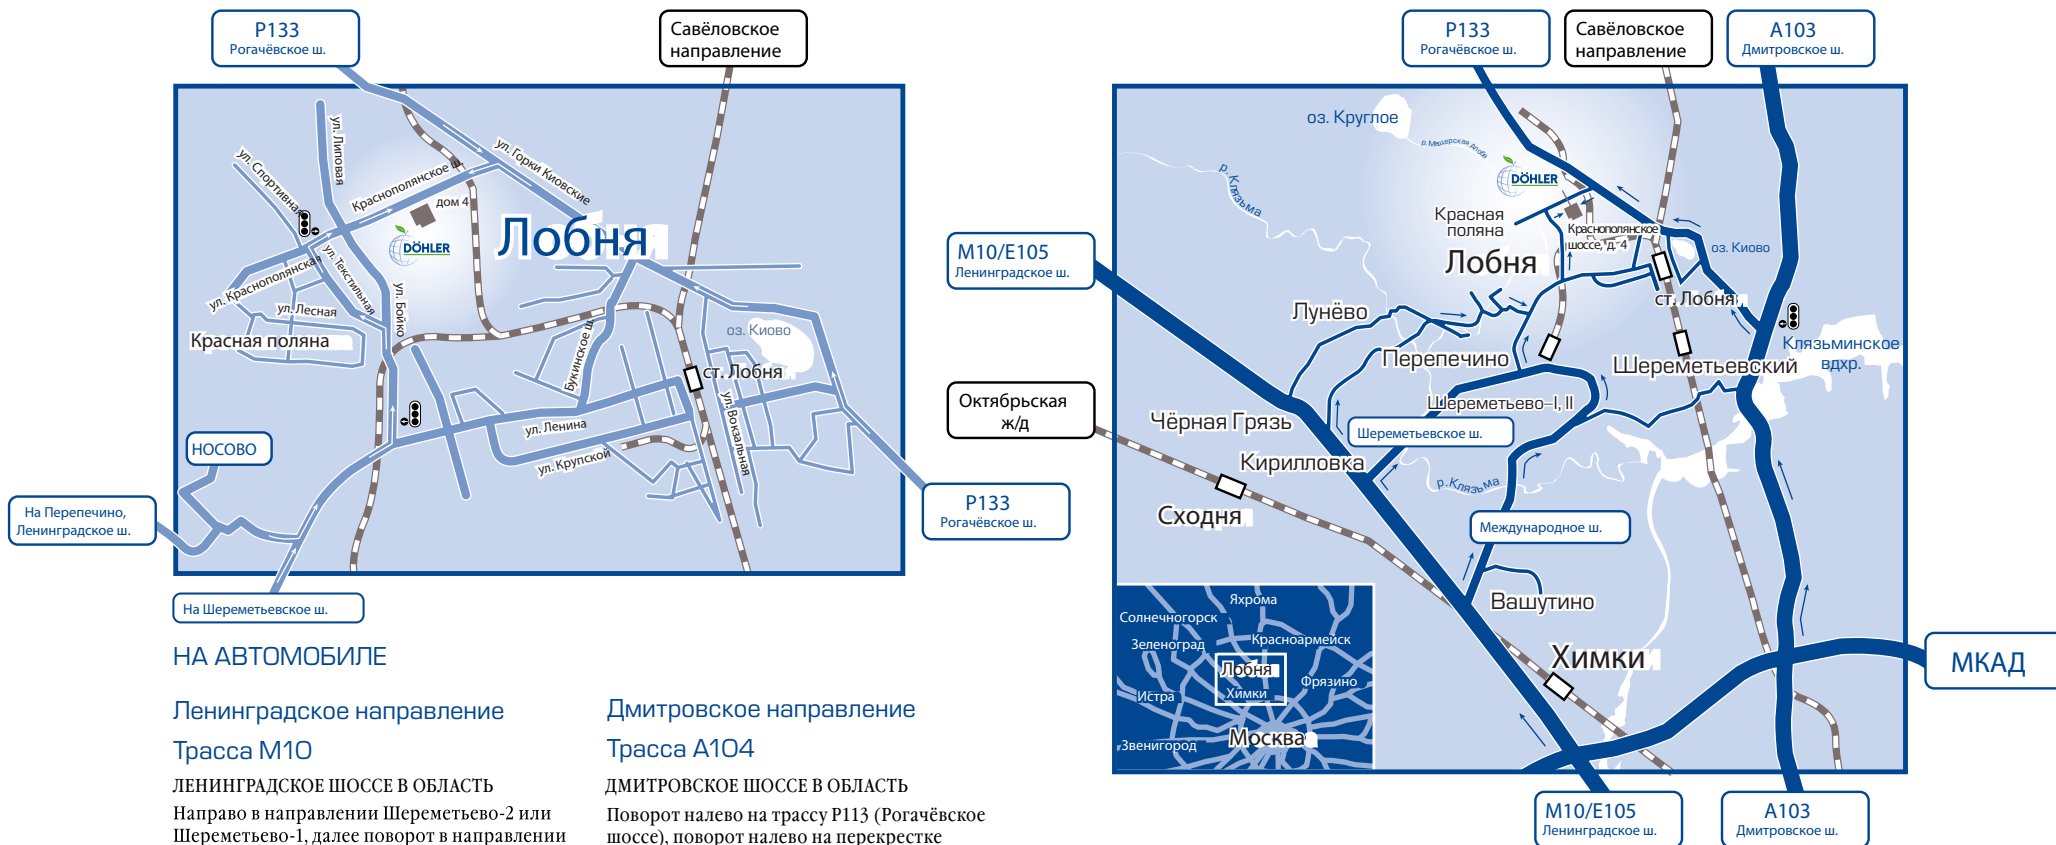 Р133
Рогачёвское ш.
Савёловское
направление
ул. Липовая
ул. Спортивная
Краснополянское ш.
ул. Горки Киовские
дом 4
DÖHLER
Лобня
ул. Краснополянская
ул. Текстильная
ул. Бойко
ул. Лесная
Красная поляна
Букинское ш.
оз. Киово
ст. Лобня
ул. Вокзальная
ул. Ленина
ул. Крупской
НОСОВО
На Перепечино,
Ленинградское ш.
На Шереметьевское ш.
Р133
Рогачёвское ш.
Р133
Рогачёвское ш.
Савёловское
направление
А103
Дмитровское ш.
оз. Круглое
р. Мещерская Алоба
р. Клязьма
DÖHLER
Красная
поляна
Краснополянское
шоссе, д. 4
Лобня
оз. Киово
ст. Лобня
М10/Е105
Ленинградское ш.
Лунёво
Перепечино
Шереметьевский
Клязьминское
вдхр.
Октябрьская
ж/д
Шереметьево–I, II
Чёрная Грязь
Шереметьевское ш.
Кирилловка
р. Клязьма
Сходня
Международное ш.
Вашутино
Химки
МКАД
Яхрома
Солнечногорск
Зеленоград
Красноармейск
Лобня
Истра
Химки
Фрязино
Звенигород
Москва
М10/Е105
Ленинградское ш.
А103
Дмитровское ш.
НА АВТОМОБИЛЕ
Ленинградское направление
Трасса М10
ЛЕНИНГРАДСКОЕ ШОССЕ В ОБЛАСТЬ
Направо в направлении Шереметьево-2 или
Шереметьево-1, далее поворот в направлении
Дмитровское направление
Трасса А104
ДМИТРОВСКОЕ ШОССЕ В ОБЛАСТЬ
Поворот налево на трассу Р113 (Рогачёвское
шоссе), поворот налево на перекрестке